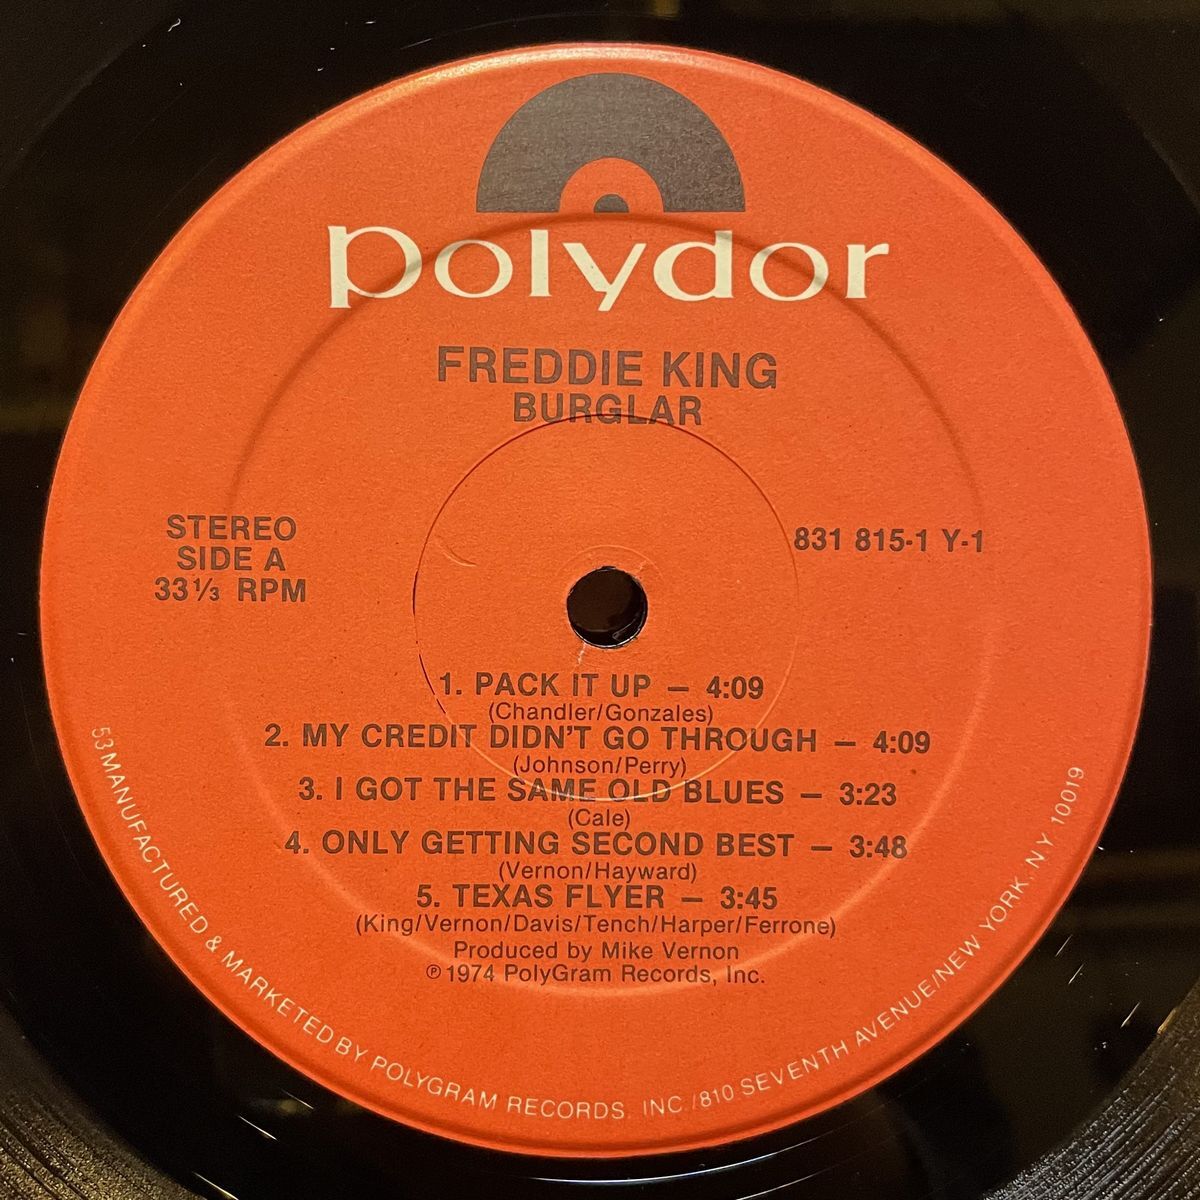 polydor
FREDDIE KING
BURGLAR
STEREO
SIDE A
33 ⅓ RPM
831 815-1 Y-1
1. PACK IT UP — 4:09
(Chandler/Gonzales)
2. MY CREDIT DIDN'T GO THROUGH — 4:09
(Johnson/Perry)
3. I GOT THE SAME OLD BLUES — 3:23
(Cale)
4. ONLY GETTING SECOND BEST — 3:48
(Vernon/Hayward)
5. TEXAS FLYER — 3:45
(King/Vernon/Davis/Tench/Harper/Ferrone)
Produced by Mike Vernon
℗ 1974 PolyGram Records, Inc.
53 MANUFACTURED & MARKETED BY POLYGRAM RECORDS, INC./810 SEVENTH AVENUE/NEW YORK, N.Y. 10019